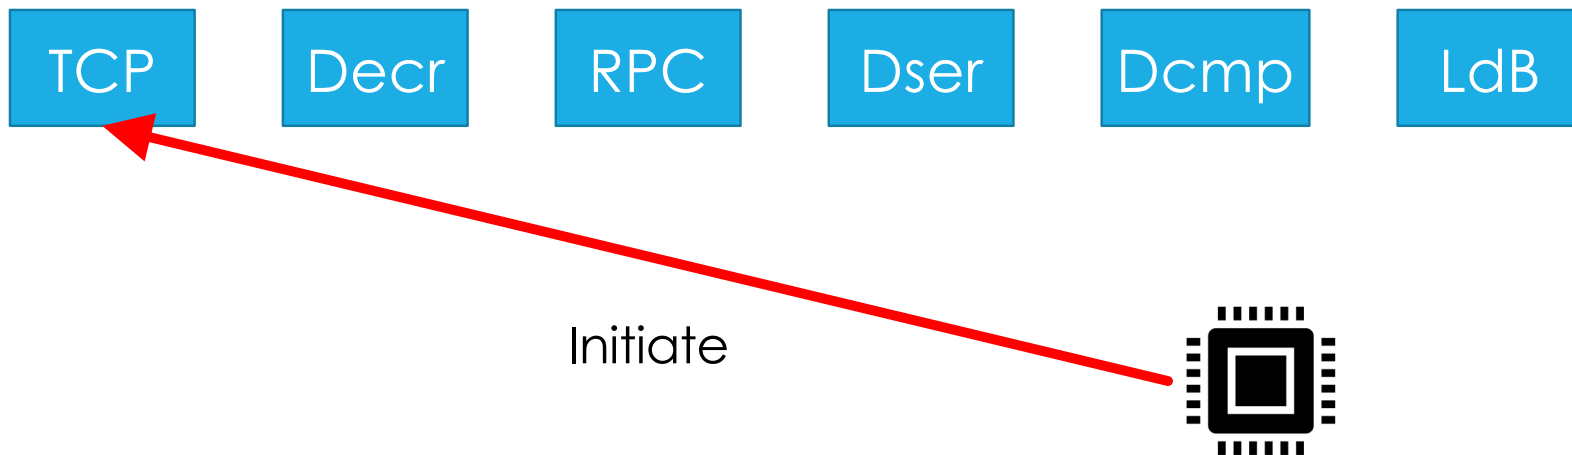 TCP
Decr
RPC
Dser
Dcmp
LdB
Initiate